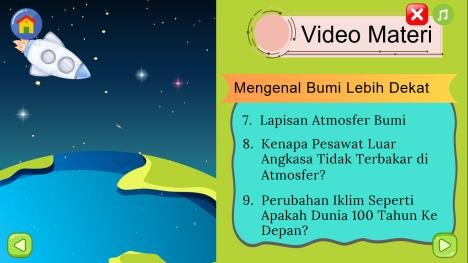 Video Materi
Mengenal Bumi Lebih Dekat
7. Lapisan Atmosfer Bumi
8. Kenapa Pesawat Luar
Angkasa Tidak Terbakar di
Atmosfer?
9. Perubahan Iklim Seperti
Apakah Dunia 100 Tahun Ke
Depan?